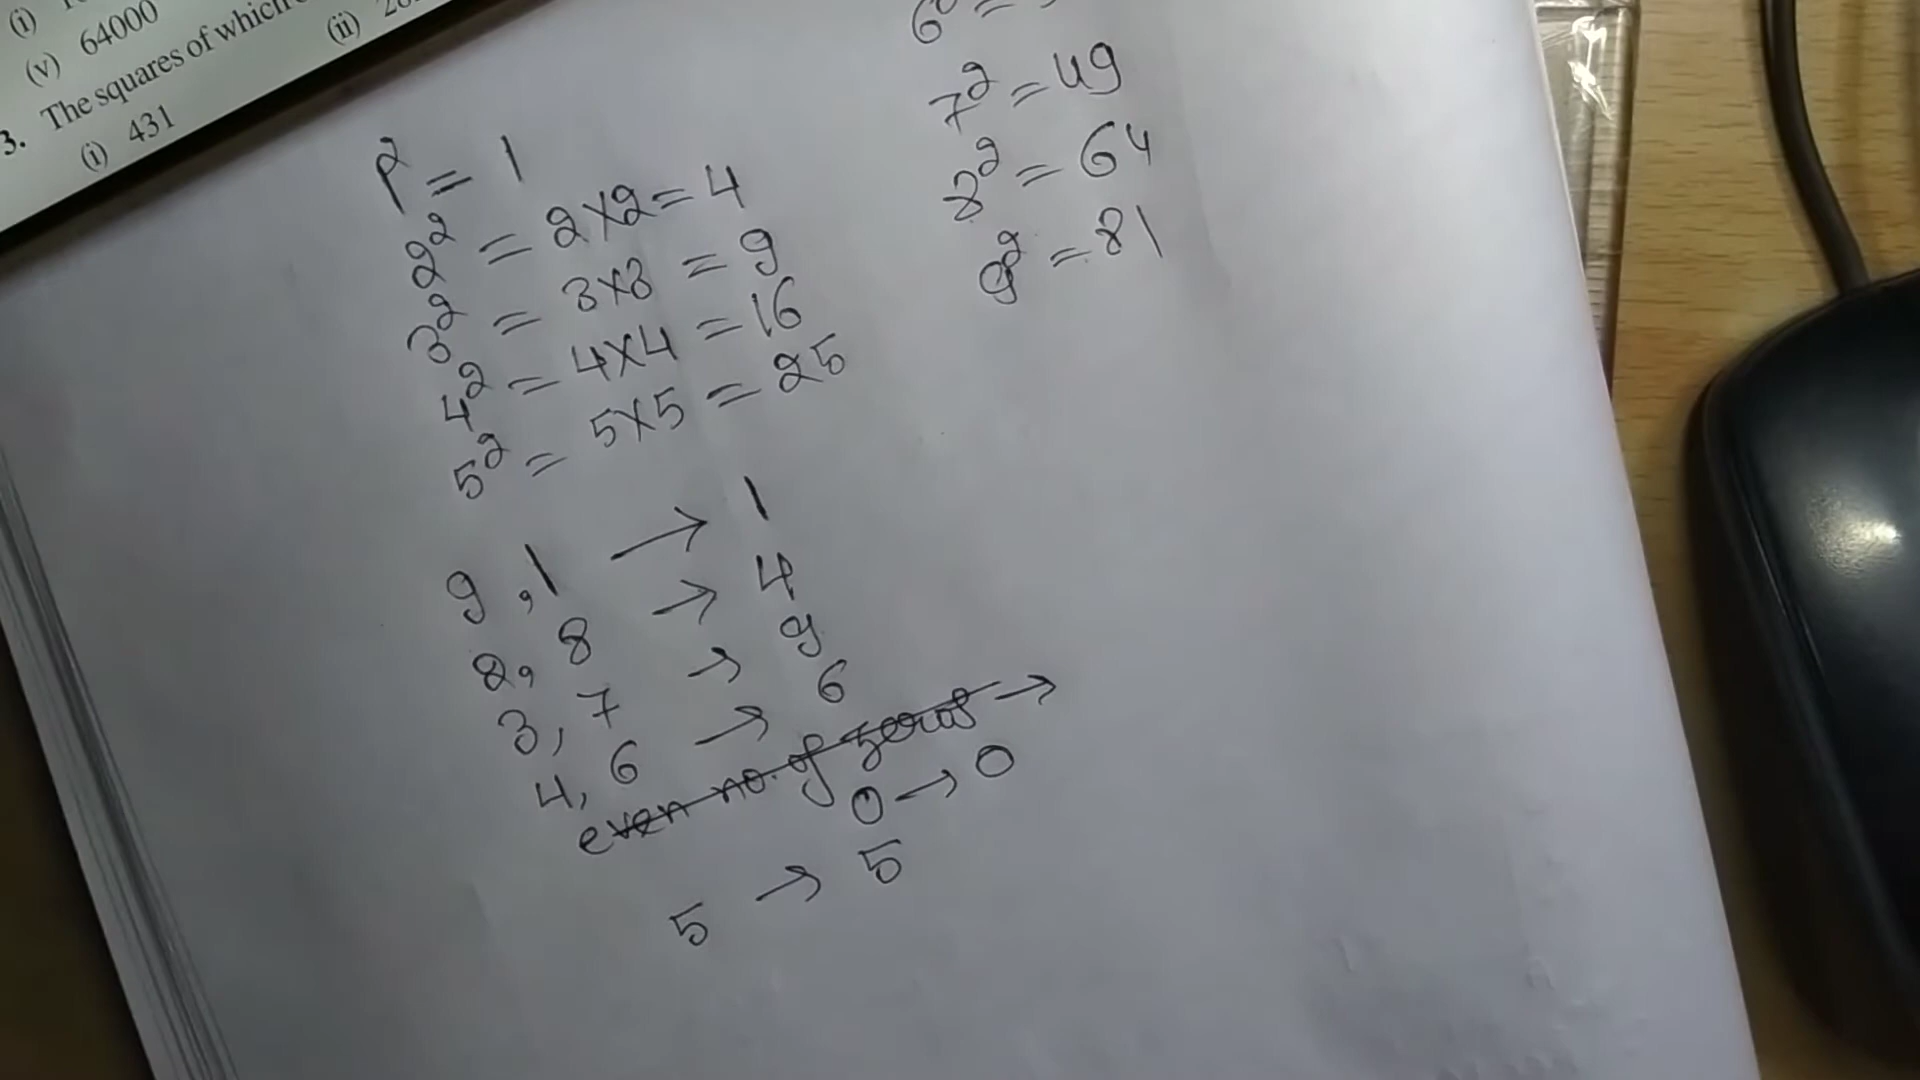 (i)
(v) 64000
3. The squares of which
(i) 431
(ii)
1² = 1
2² = 2×2 = 4
3² = 3×3 = 9
4² = 4×4 = 16
5² = 5×5 = 25
6² =
7² = 49
8² = 64
9² = 81
9, 1 → 1
2, 8 → 4
3, 7 → 9
4, 6 → 6
even no. of zeros →
0 → 0
5 → 5